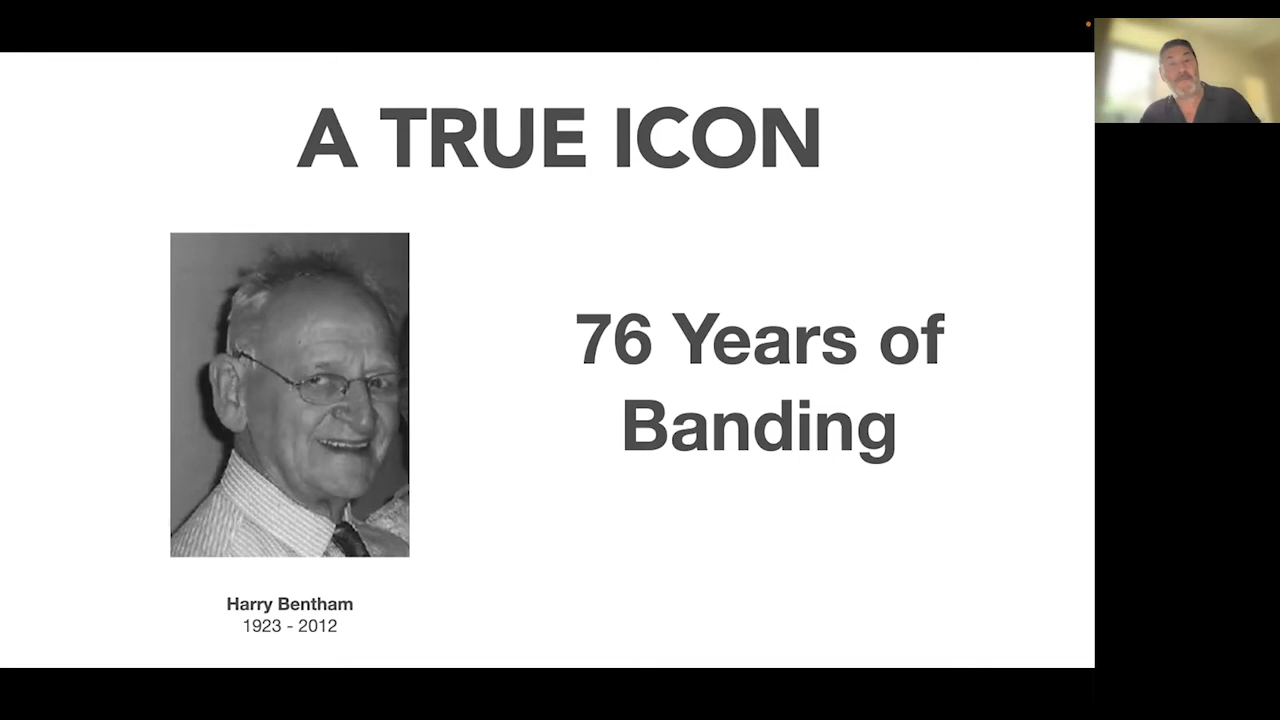 A TRUE ICON
76 Years of
Banding
Harry Bentham
1923 - 2012